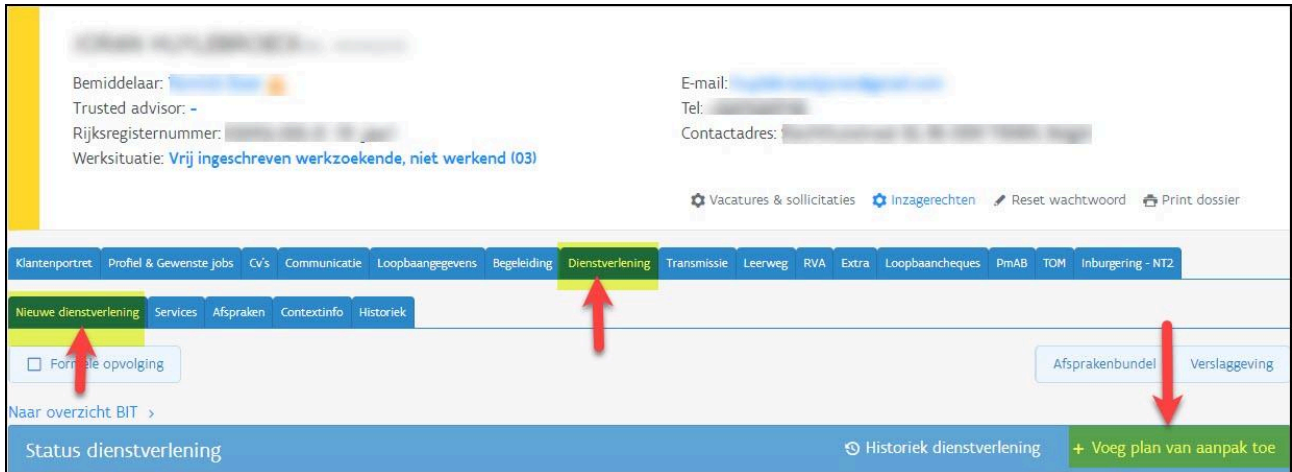 Bemiddelaar:
Trusted advisor: -
Rijksregisternummer:
Werksituatie: Vrij ingeschreven werkzoekende, niet werkend (03)
E-mail:
Tel:
Contactadres:
Vacatures & sollicitaties Inzagerechten Reset wachtwoord Print dossier
Klantenportret Profiel & Gewenste jobs Cv's Communicatie Loopbaangegevens Begeleiding Dienstverlening Transmissie Leerweg RVA Extra Loopbaancheques PmAB TOM Inburgering - NT2
Nieuwe dienstverlening Services Afspraken Contextinfo Historiek
Formele opvolging Afsprakenbundel Verslaggeving
Naar overzicht BIT >
Status dienstverlening Historiek dienstverlening + Voeg plan van aanpak toe